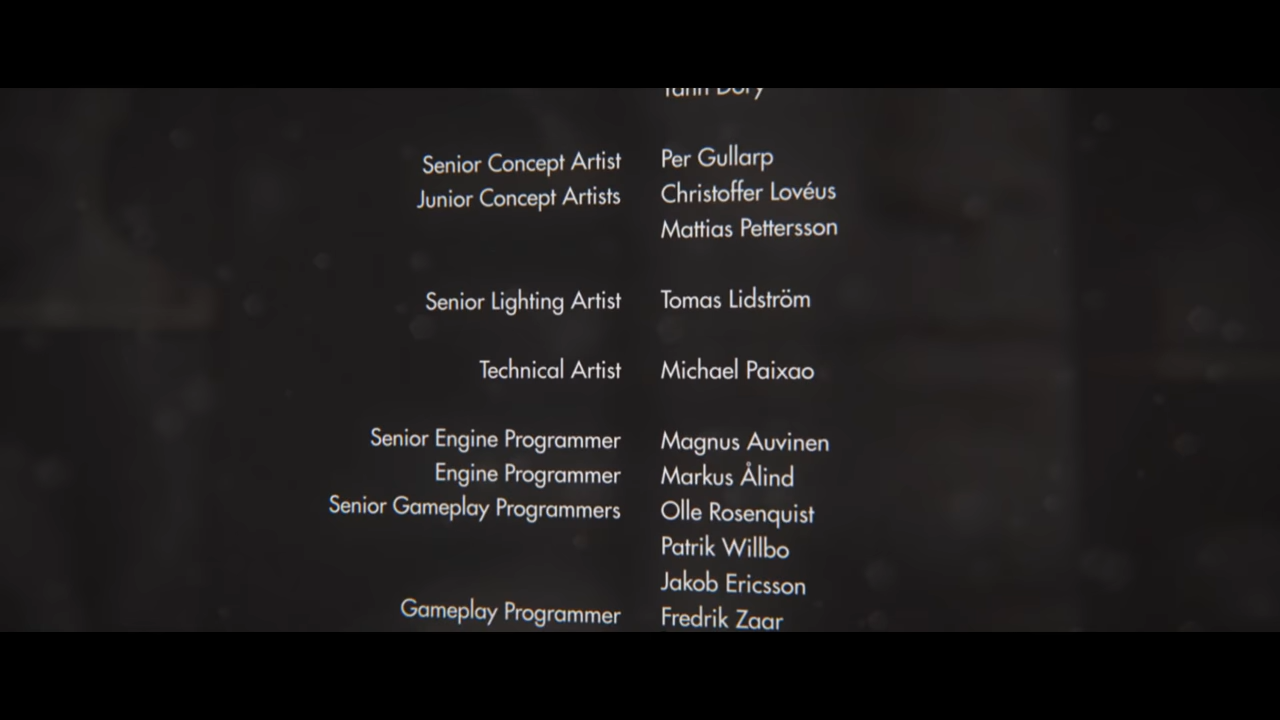 Senior Concept Artist Per Gullarp
Junior Concept Artists Christoffer Lovéus
Mattias Pettersson
Senior Lighting Artist Tomas Lidström
Technical Artist Michael Paixao
Senior Engine Programmer Magnus Auvinen
Engine Programmer Markus Ålind
Senior Gameplay Programmers Olle Rosenquist
Patrik Willbo
Jakob Ericsson
Gameplay Programmer Fredrik Zaar